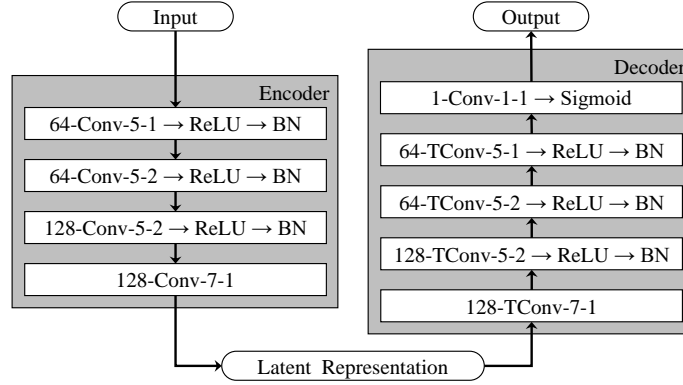 Input
Encoder
64-Conv-5-1 → ReLU → BN
64-Conv-5-2 → ReLU → BN
128-Conv-5-2 → ReLU → BN
128-Conv-7-1
Latent Representation
Output
Decoder
1-Conv-1-1 → Sigmoid
64-TConv-5-1 → ReLU → BN
64-TConv-5-2 → ReLU → BN
128-TConv-5-2 → ReLU → BN
128-TConv-7-1